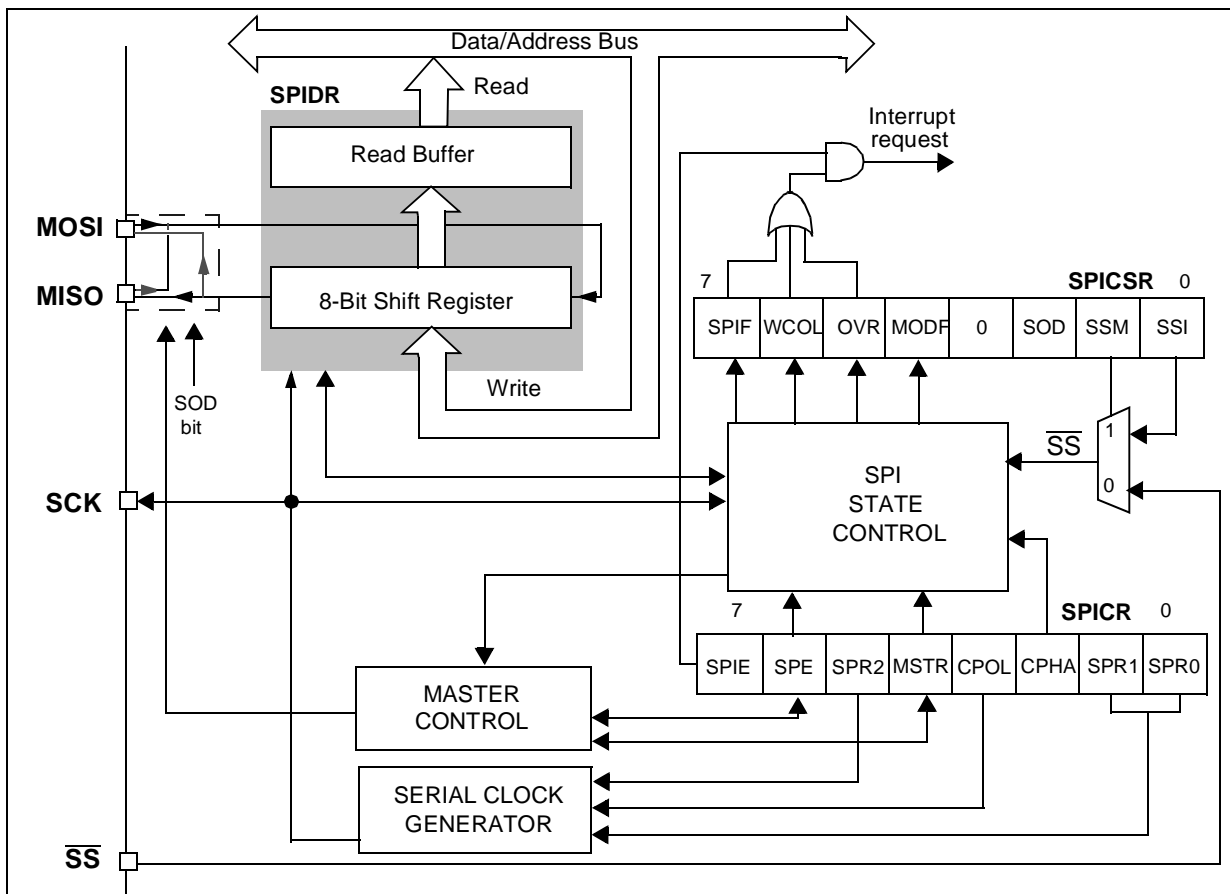 Data/Address Bus
Read
SPIDR
Interrupt
request
Read Buffer
MOSI
MISO
8-Bit Shift Register
7
SPICSR
0
SPIF
WCOL
OVR
MODF
0
SOD
SSM
SSI
Write
SOD
bit
1
SS
0
SCK
SPI
STATE
CONTROL
7
SPICR
0
SPIE
SPE
SPR2
MSTR
CPOL
CPHA
SPR1
SPR0
MASTER
CONTROL
SERIAL CLOCK
GENERATOR
SS